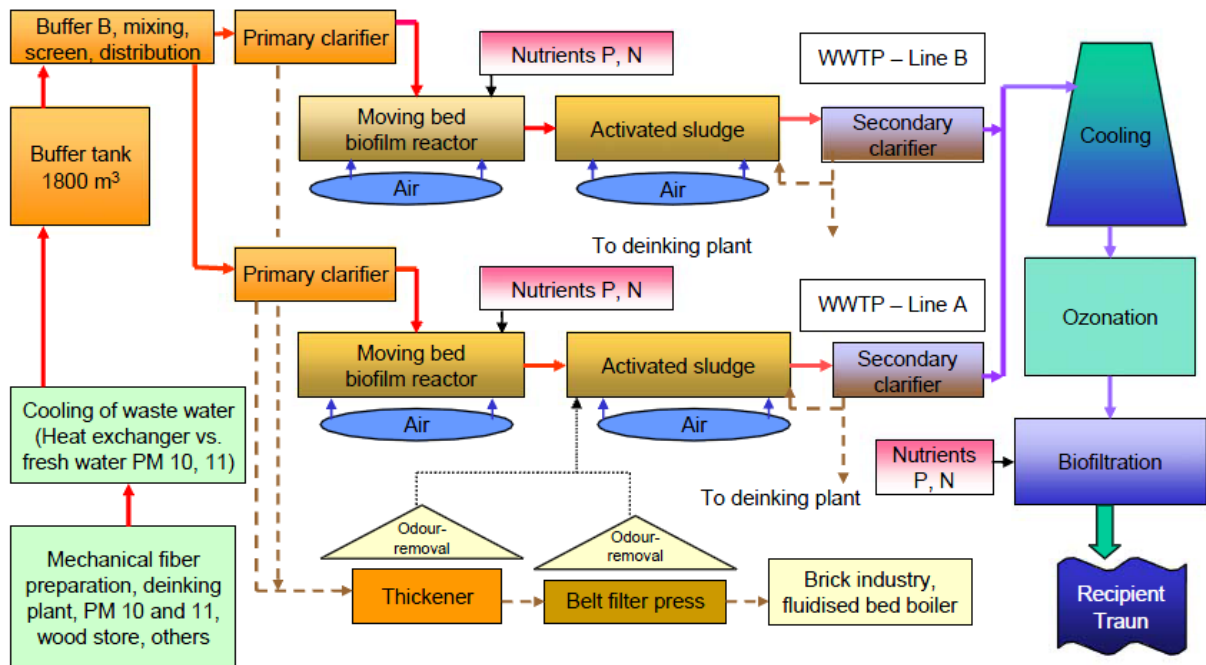 Buffer B, mixing,
screen, distribution
Primary clarifier
Nutrients P, N
WWTP – Line B
Moving bed
biofilm reactor
Activated sludge
Secondary
clarifier
Cooling
Buffer tank
1800 m³
Air
Air
To deinking plant
Primary clarifier
Nutrients P, N
WWTP – Line A
Ozonation
Moving bed
biofilm reactor
Activated sludge
Secondary
clarifier
Cooling of waste water
(Heat exchanger vs.
fresh water PM 10, 11)
Air
Air
Nutrients
P, N
Biofiltration
To deinking plant
Odour-
removal
Odour-
removal
Mechanical fiber
preparation, deinking
plant, PM 10 and 11,
wood store, others
Thickener
Belt filter press
Brick industry,
fluidised bed boiler
Recipient
Traun